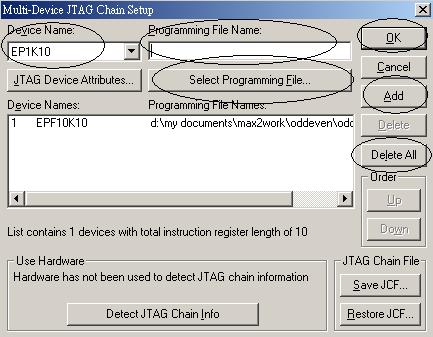 Multi-Device JTAG Chain Setup
Device Name:
Programming File Name:
EP1K10
OK
Cancel
JTAG Device Attributes...
Select Programming File...
Add
Device Names:
Programming File Names:
Delete
1 EPF10K10 d:\my documents\max2work\oddeven\odd
Delete All
Order
Up
Down
List contains 1 devices with total instruction register length of 10
Use Hardware
Hardware has not been used to detect JTAG chain information
Detect JTAG Chain Info
JTAG Chain File
Save JCF...
Restore JCF...